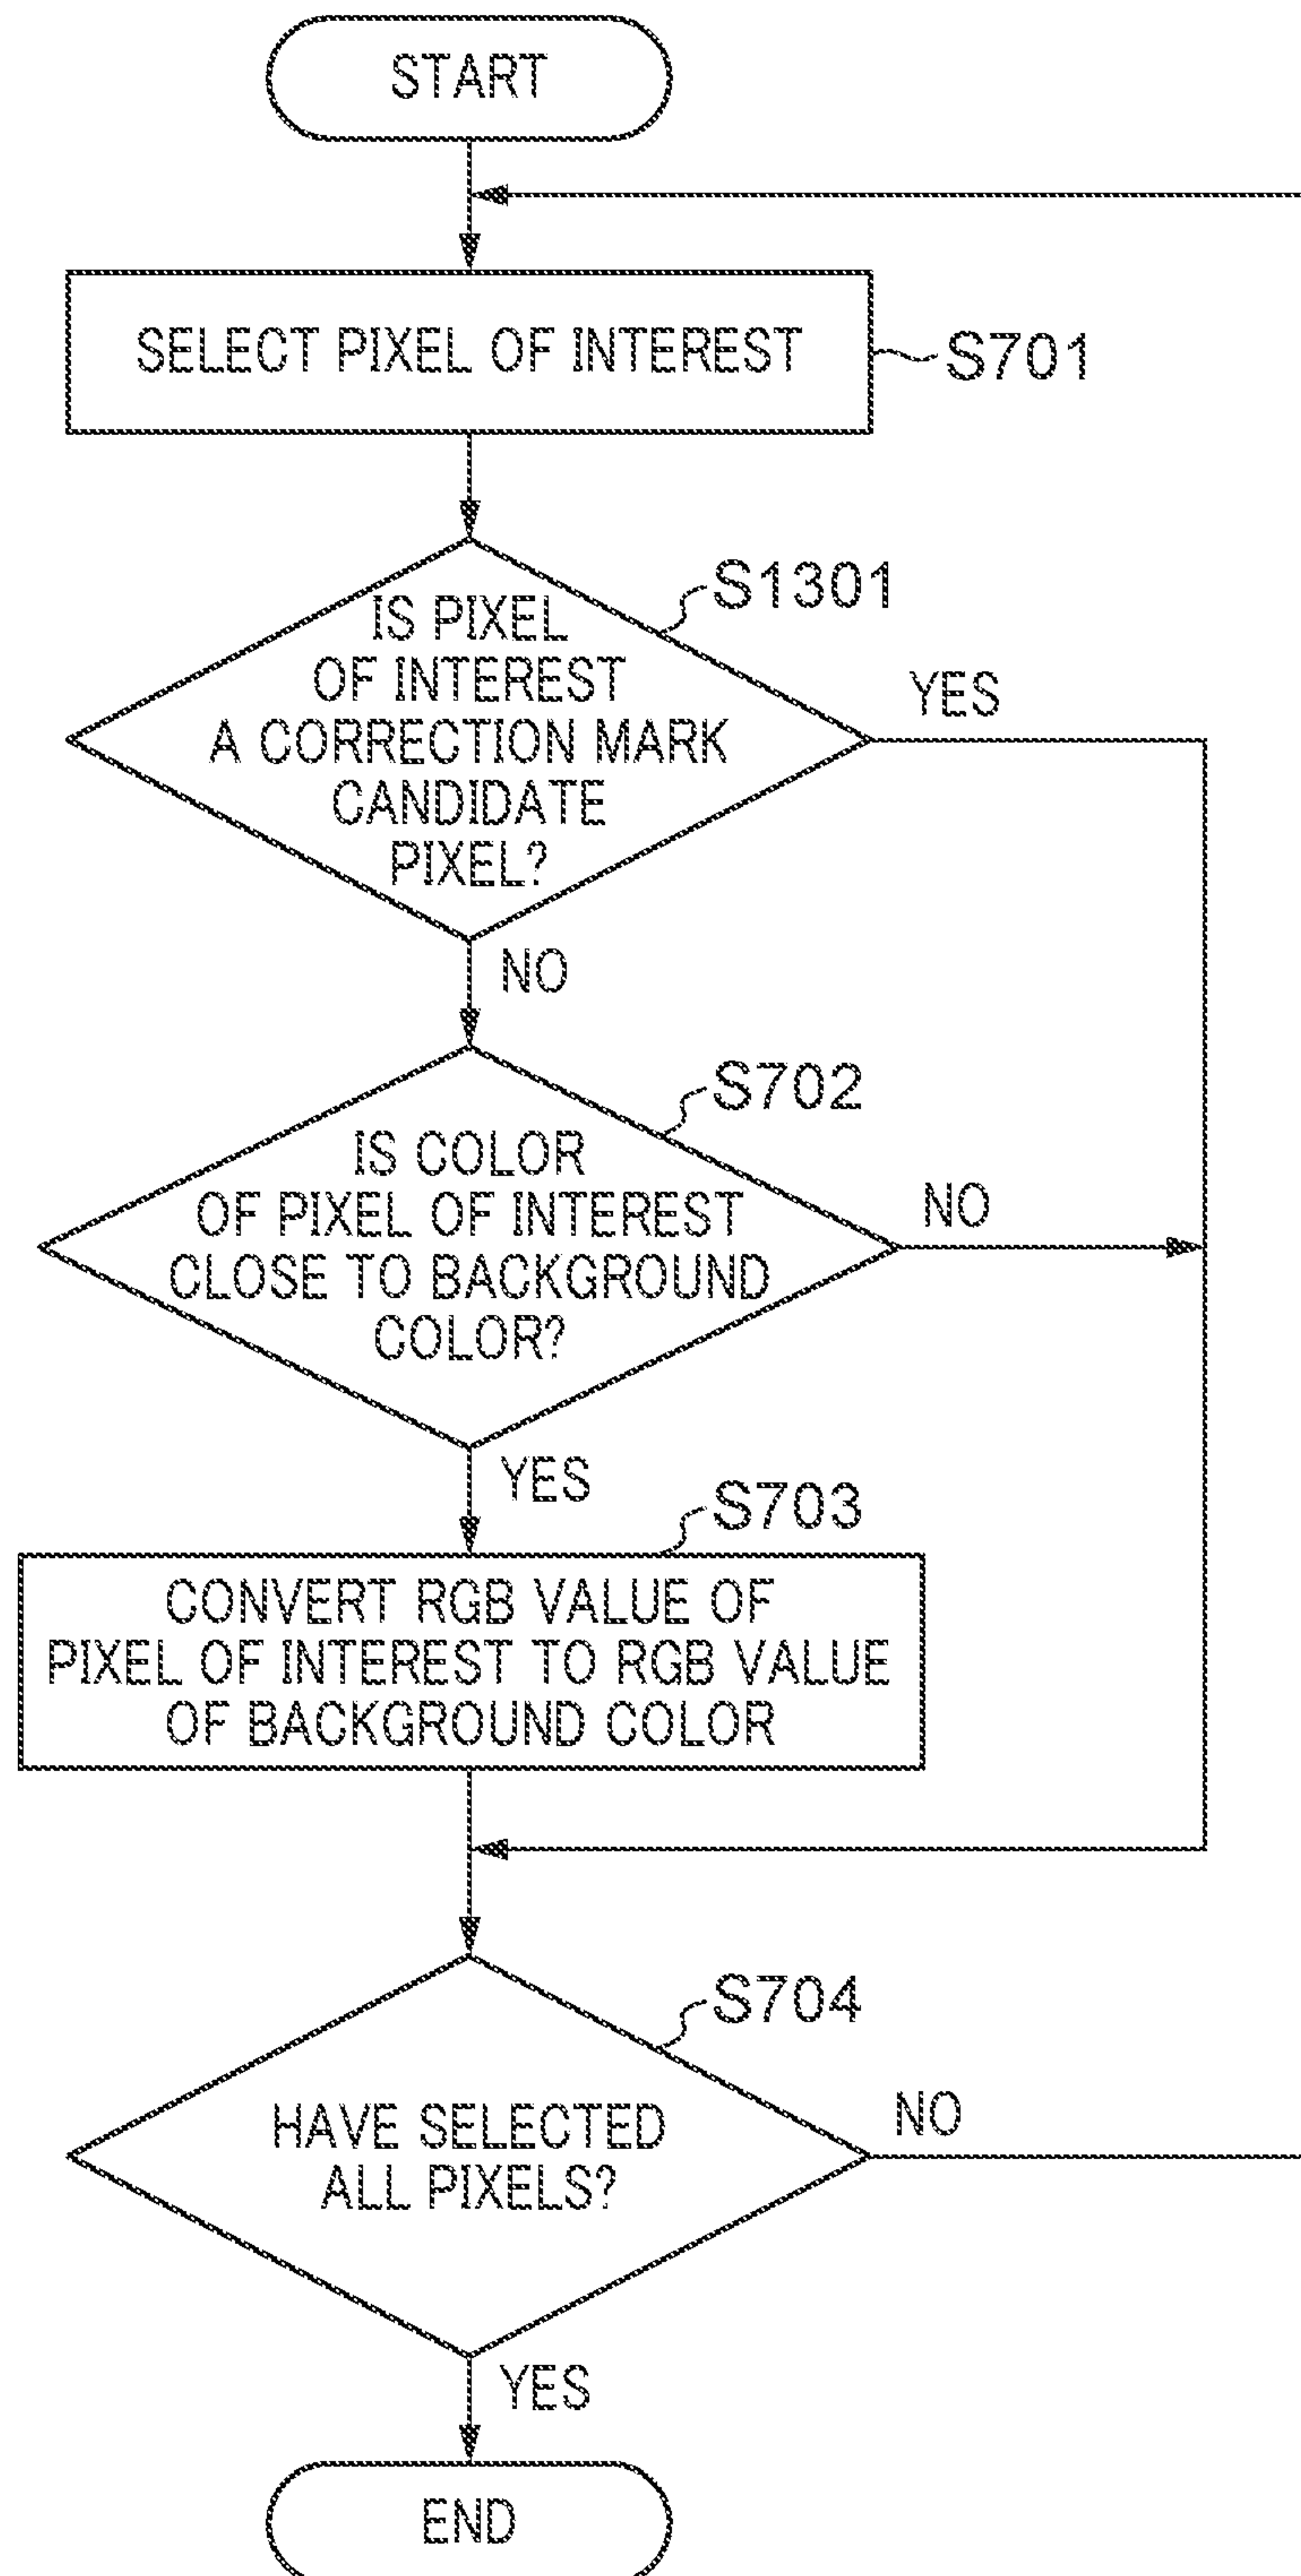 START
SELECT PIXEL OF INTEREST
S701
S1301
IS PIXEL
OF INTEREST
A CORRECTION MARK
CANDIDATE
PIXEL?
YES
NO
S702
IS COLOR
OF PIXEL OF INTEREST
CLOSE TO BACKGROUND
COLOR?
NO
YES
S703
CONVERT RGB VALUE OF
PIXEL OF INTEREST TO RGB VALUE
OF BACKGROUND COLOR
S704
HAVE SELECTED
ALL PIXELS?
NO
YES
END